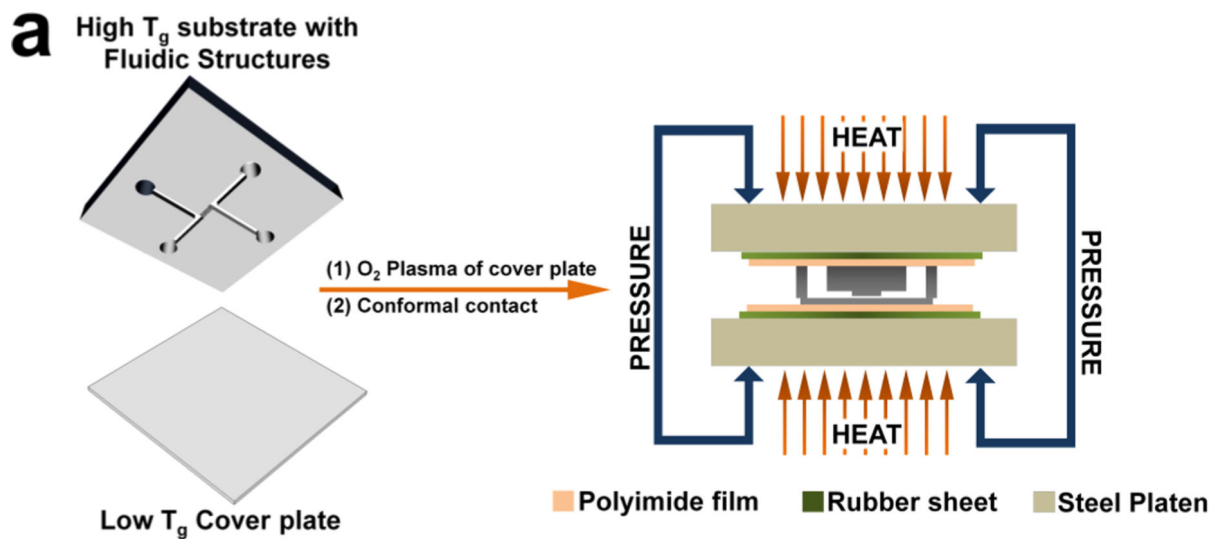 a
High Tg substrate with
Fluidic Structures
(1) O2 Plasma of cover plate
(2) Conformal contact
Low Tg Cover plate
HEAT
PRESSURE
PRESSURE
HEAT
Polyimide film
Rubber sheet
Steel Platen